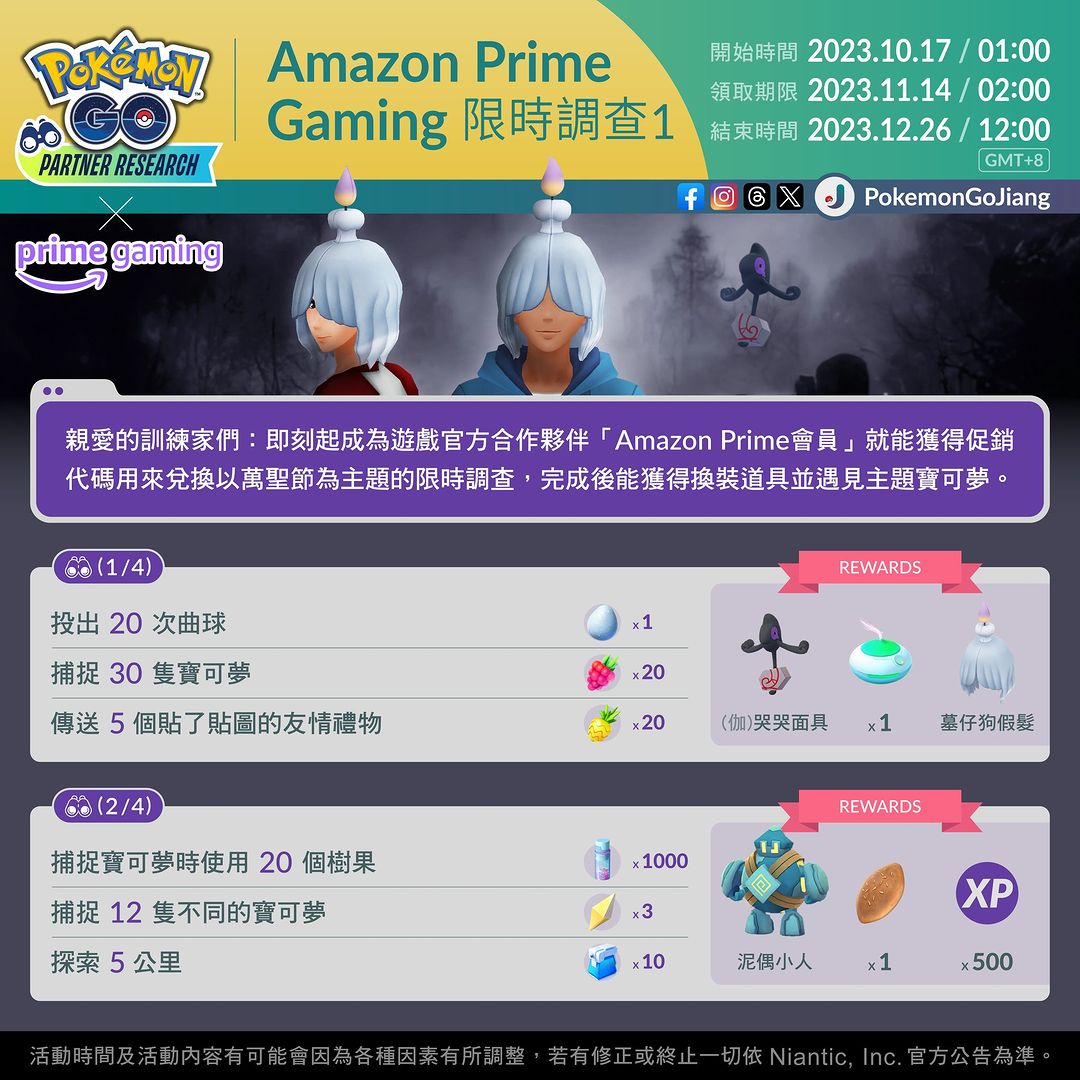 Pokémon
GO
PARTNER RESEARCH
prime gaming
Amazon Prime
Gaming 限時調查1
開始時間 2023.10.17 / 01:00
領取期限 2023.11.14 / 02:00
結束時間 2023.12.26 / 12:00
GMT+8
PokemonGoJiang
親愛的訓練家們：即刻起成為遊戲官方合作夥伴「Amazon Prime會員」就能獲得促銷
代碼用來兌換以萬聖節為主題的限時調查，完成後能獲得換裝道具並遇見主題寶可夢。
(1/4)
REWARDS
投出 20 次曲球 x1
捕捉 30 隻寶可夢 x20
傳送 5 個貼了貼圖的友情禮物 x20
(伽)哭哭面具 x1 墓仔狗假髮
(2/4)
REWARDS
捕捉寶可夢時使用 20 個樹果 x1000
捕捉 12 隻不同的寶可夢 x3
探索 5 公里 x10
XP
泥偶小人 x1 x500
活動時間及活動內容有可能會因為各種因素有所調整，若有修正或終止一切依 Niantic, Inc. 官方公告為準。